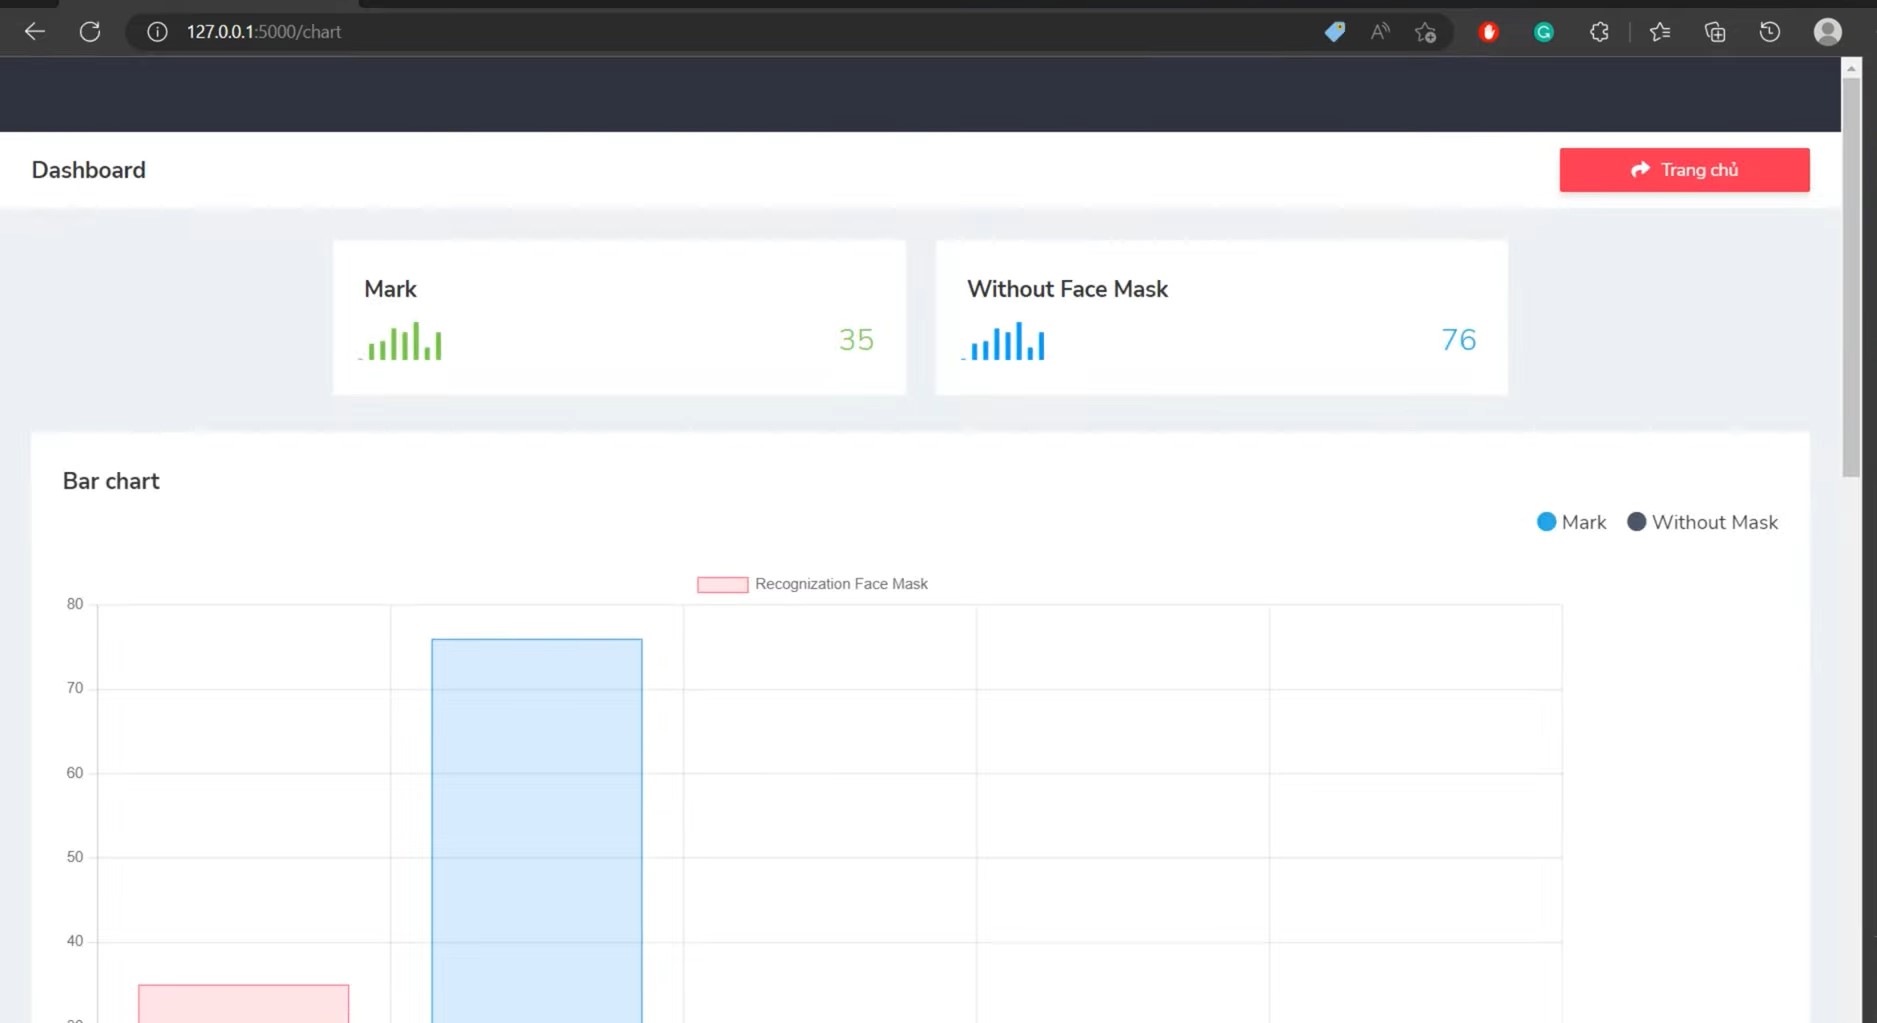 127.0.0.1:5000/chart
Dashboard
Trang chủ
Mark
35
Without Face Mask
76
Bar chart
Mark
Without Mask
Recognization Face Mask
80
70
60
50
40